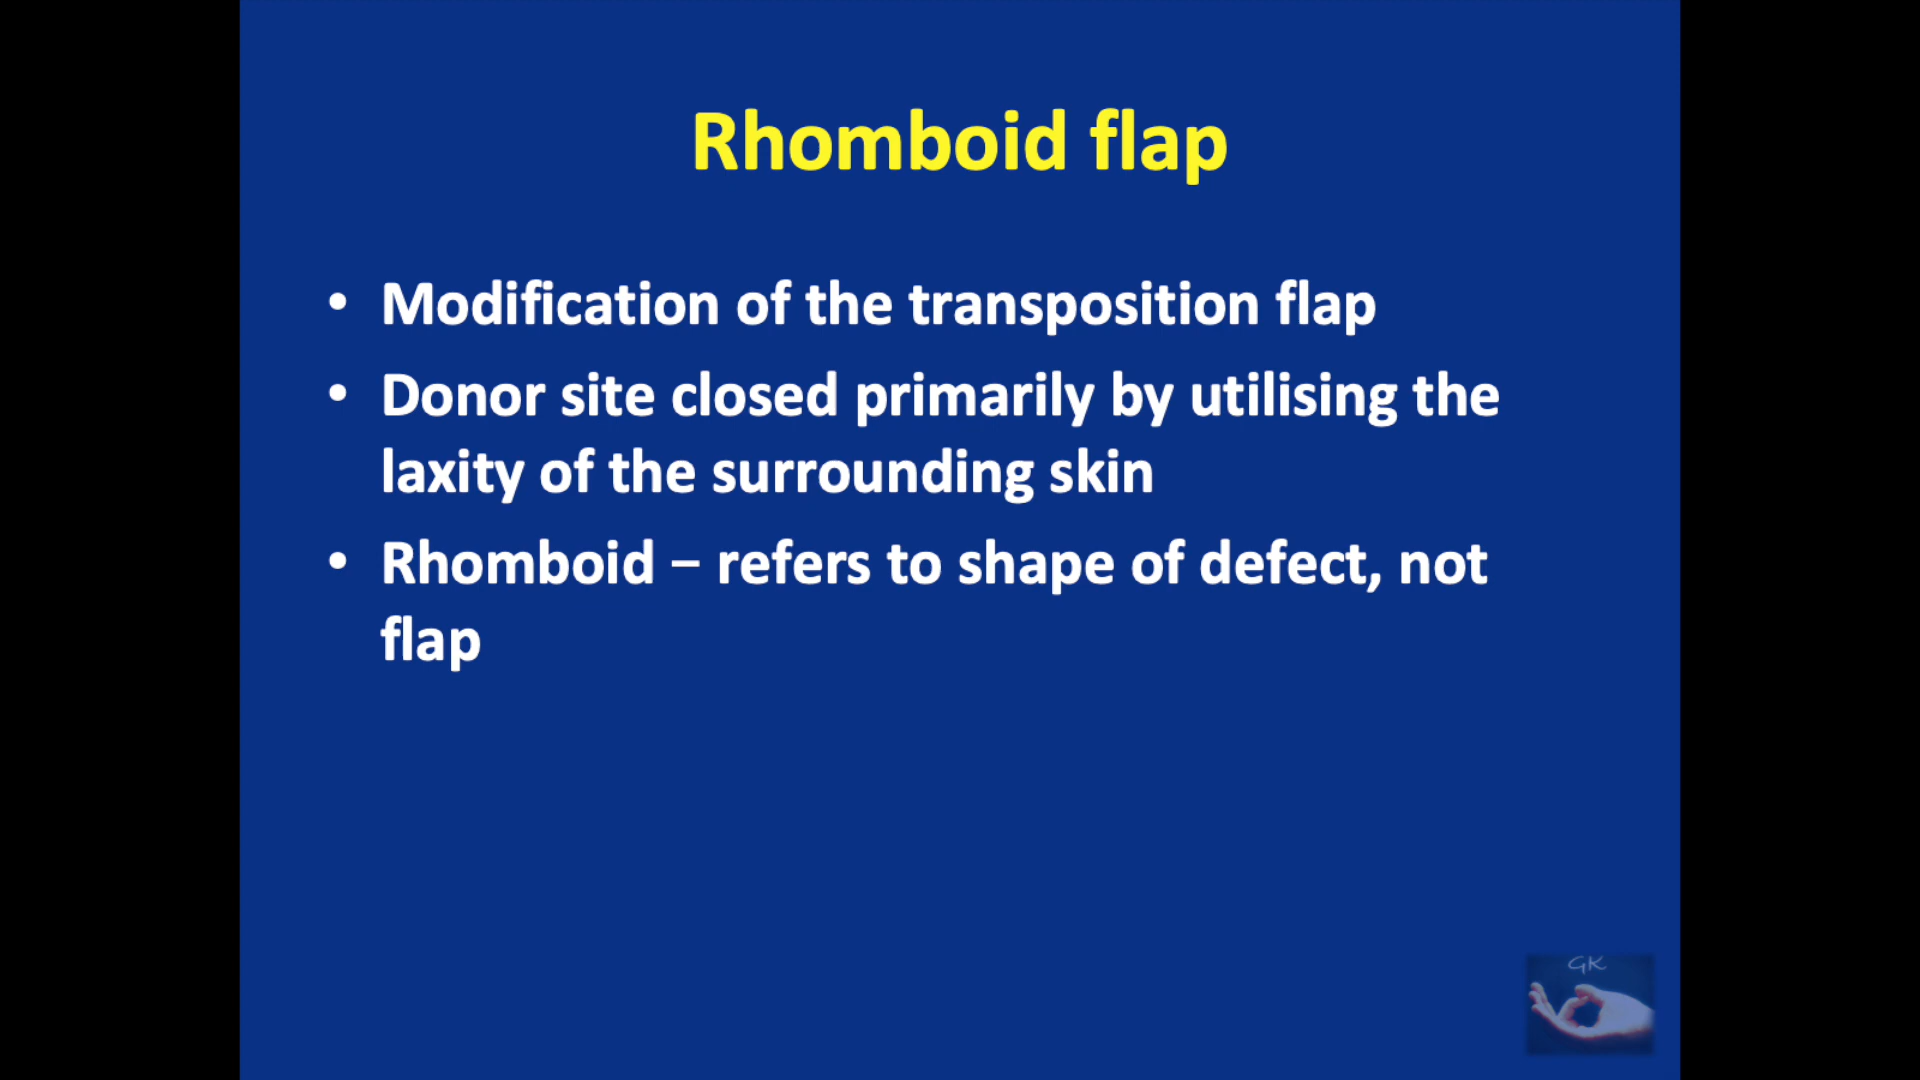 Rhomboid flap
• Modification of the transposition flap
• Donor site closed primarily by utilising the
laxity of the surrounding skin
• Rhomboid – refers to shape of defect, not
flap
GK